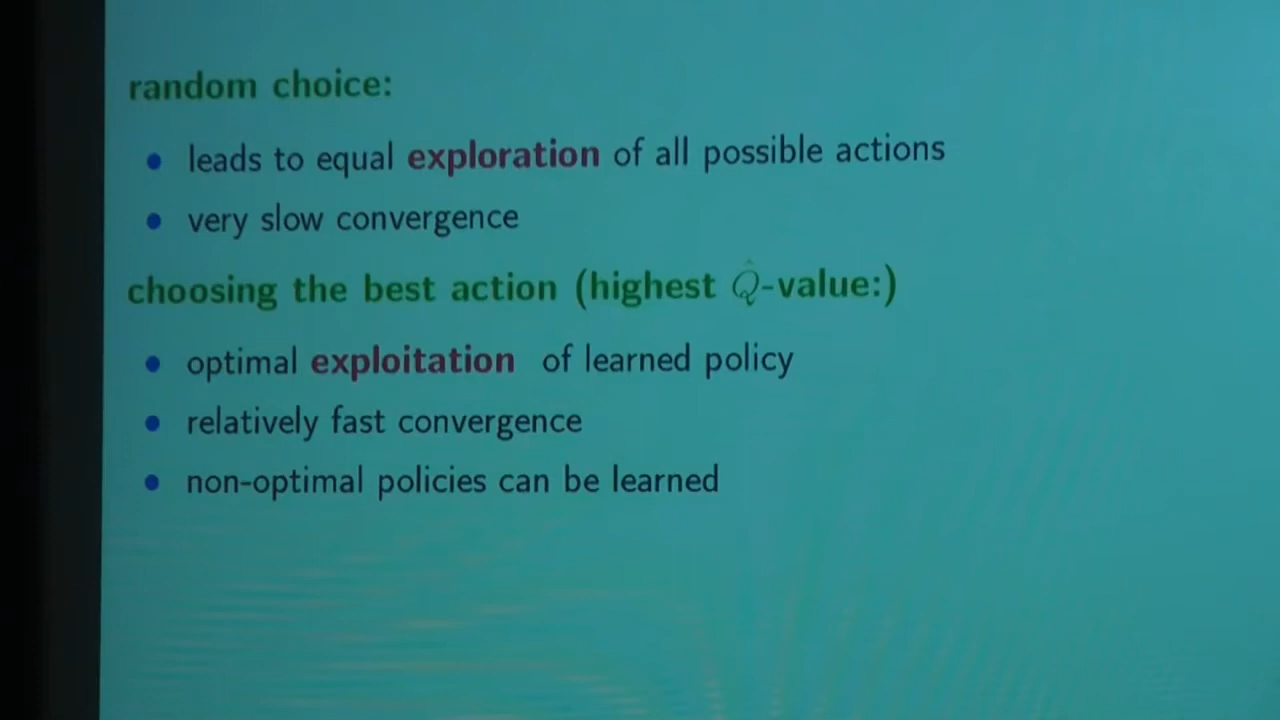 random choice:
• leads to equal exploration of all possible actions
• very slow convergence
choosing the best action (highest Q̂-value:)
• optimal exploitation of learned policy
• relatively fast convergence
• non-optimal policies can be learned